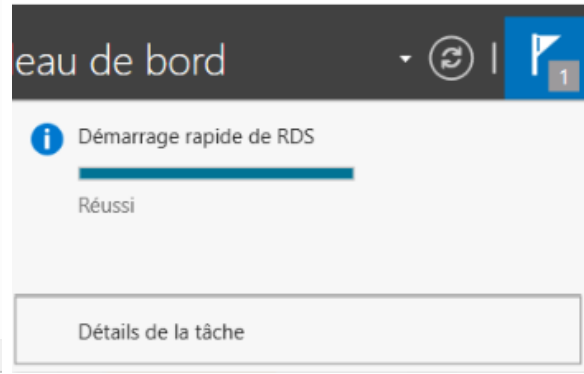 eau de bord
1
Démarrage rapide de RDS
Réussi
Détails de la tâche